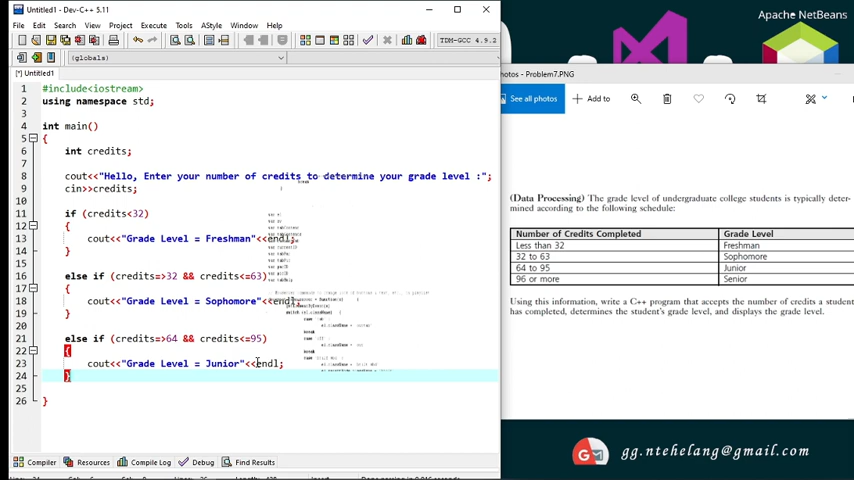 Untitled1 - Dev-C++ 5.11
File Edit Search View Project Execute Tools AStyle Window Help
TDM-GCC 4.9.2
(globals)
[*] Untitled1
1 #include<iostream>
2 using namespace std;
3
4 int main()
5 {
6 int credits;
7
8 cout<<"Hello, Enter your number of credits to determine your grade level :";
9 cin>>credits;
10
11 if (credits<32)
12 {
13 cout<<"Grade Level = Freshman"<<endl;
14 }
15
16 else if (credits=>32 && credits<=63)
17 {
18 cout<<"Grade Level = Sophomore"<<endl;
19 }
20
21 else if (credits=>64 && credits<=95)
22 {
23 cout<<"Grade Level = Junior"<<endl;
24 }
25
26 }
Compiler Resources Compile Log Debug Find Results
Apache NetBeans
hotos - Problem7.PNG
See all photos Add to
(Data Processing) The grade level of undergraduate college students is typically deter-
mined according to the following schedule:
Number of Credits Completed Grade Level
Less than 32 Freshman
32 to 63 Sophomore
64 to 95 Junior
96 or more Senior
Using this information, write a C++ program that accepts the number of credits a student
has completed, determines the student's grade level, and displays the grade level.
gg.ntehelang@gmail.com